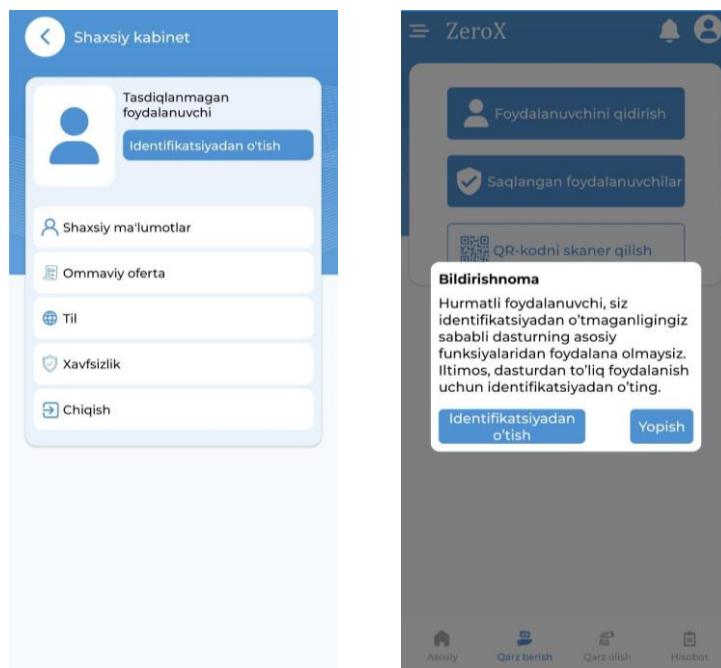 Shaxsiy kabinet
Tasdiqlanmagan
foydalanuvchi
Identifikatsiyadan o'tish
Shaxsiy ma'lumotlar
Ommaviy oferta
Til
Xavfsizlik
Chiqish
ZeroX
Foydalanuvchini qidirish
Saqlangan foydalanuvchilar
QR-kodni skaner qilish
Bildirishnoma
Hurmatli foydalanuvchi, siz
identifikatsiyadan o'tmaganligingiz
sababli dasturning asosiy
funksiyalaridan foydalana olmaysiz.
Iltimos, dasturdan to'liq foydalanish
uchun identifikatsiyadan o'ting.
Identifikatsiyadan
o'tish
Yopish
Asosiy Qarz berish Qarz olish Hisobot